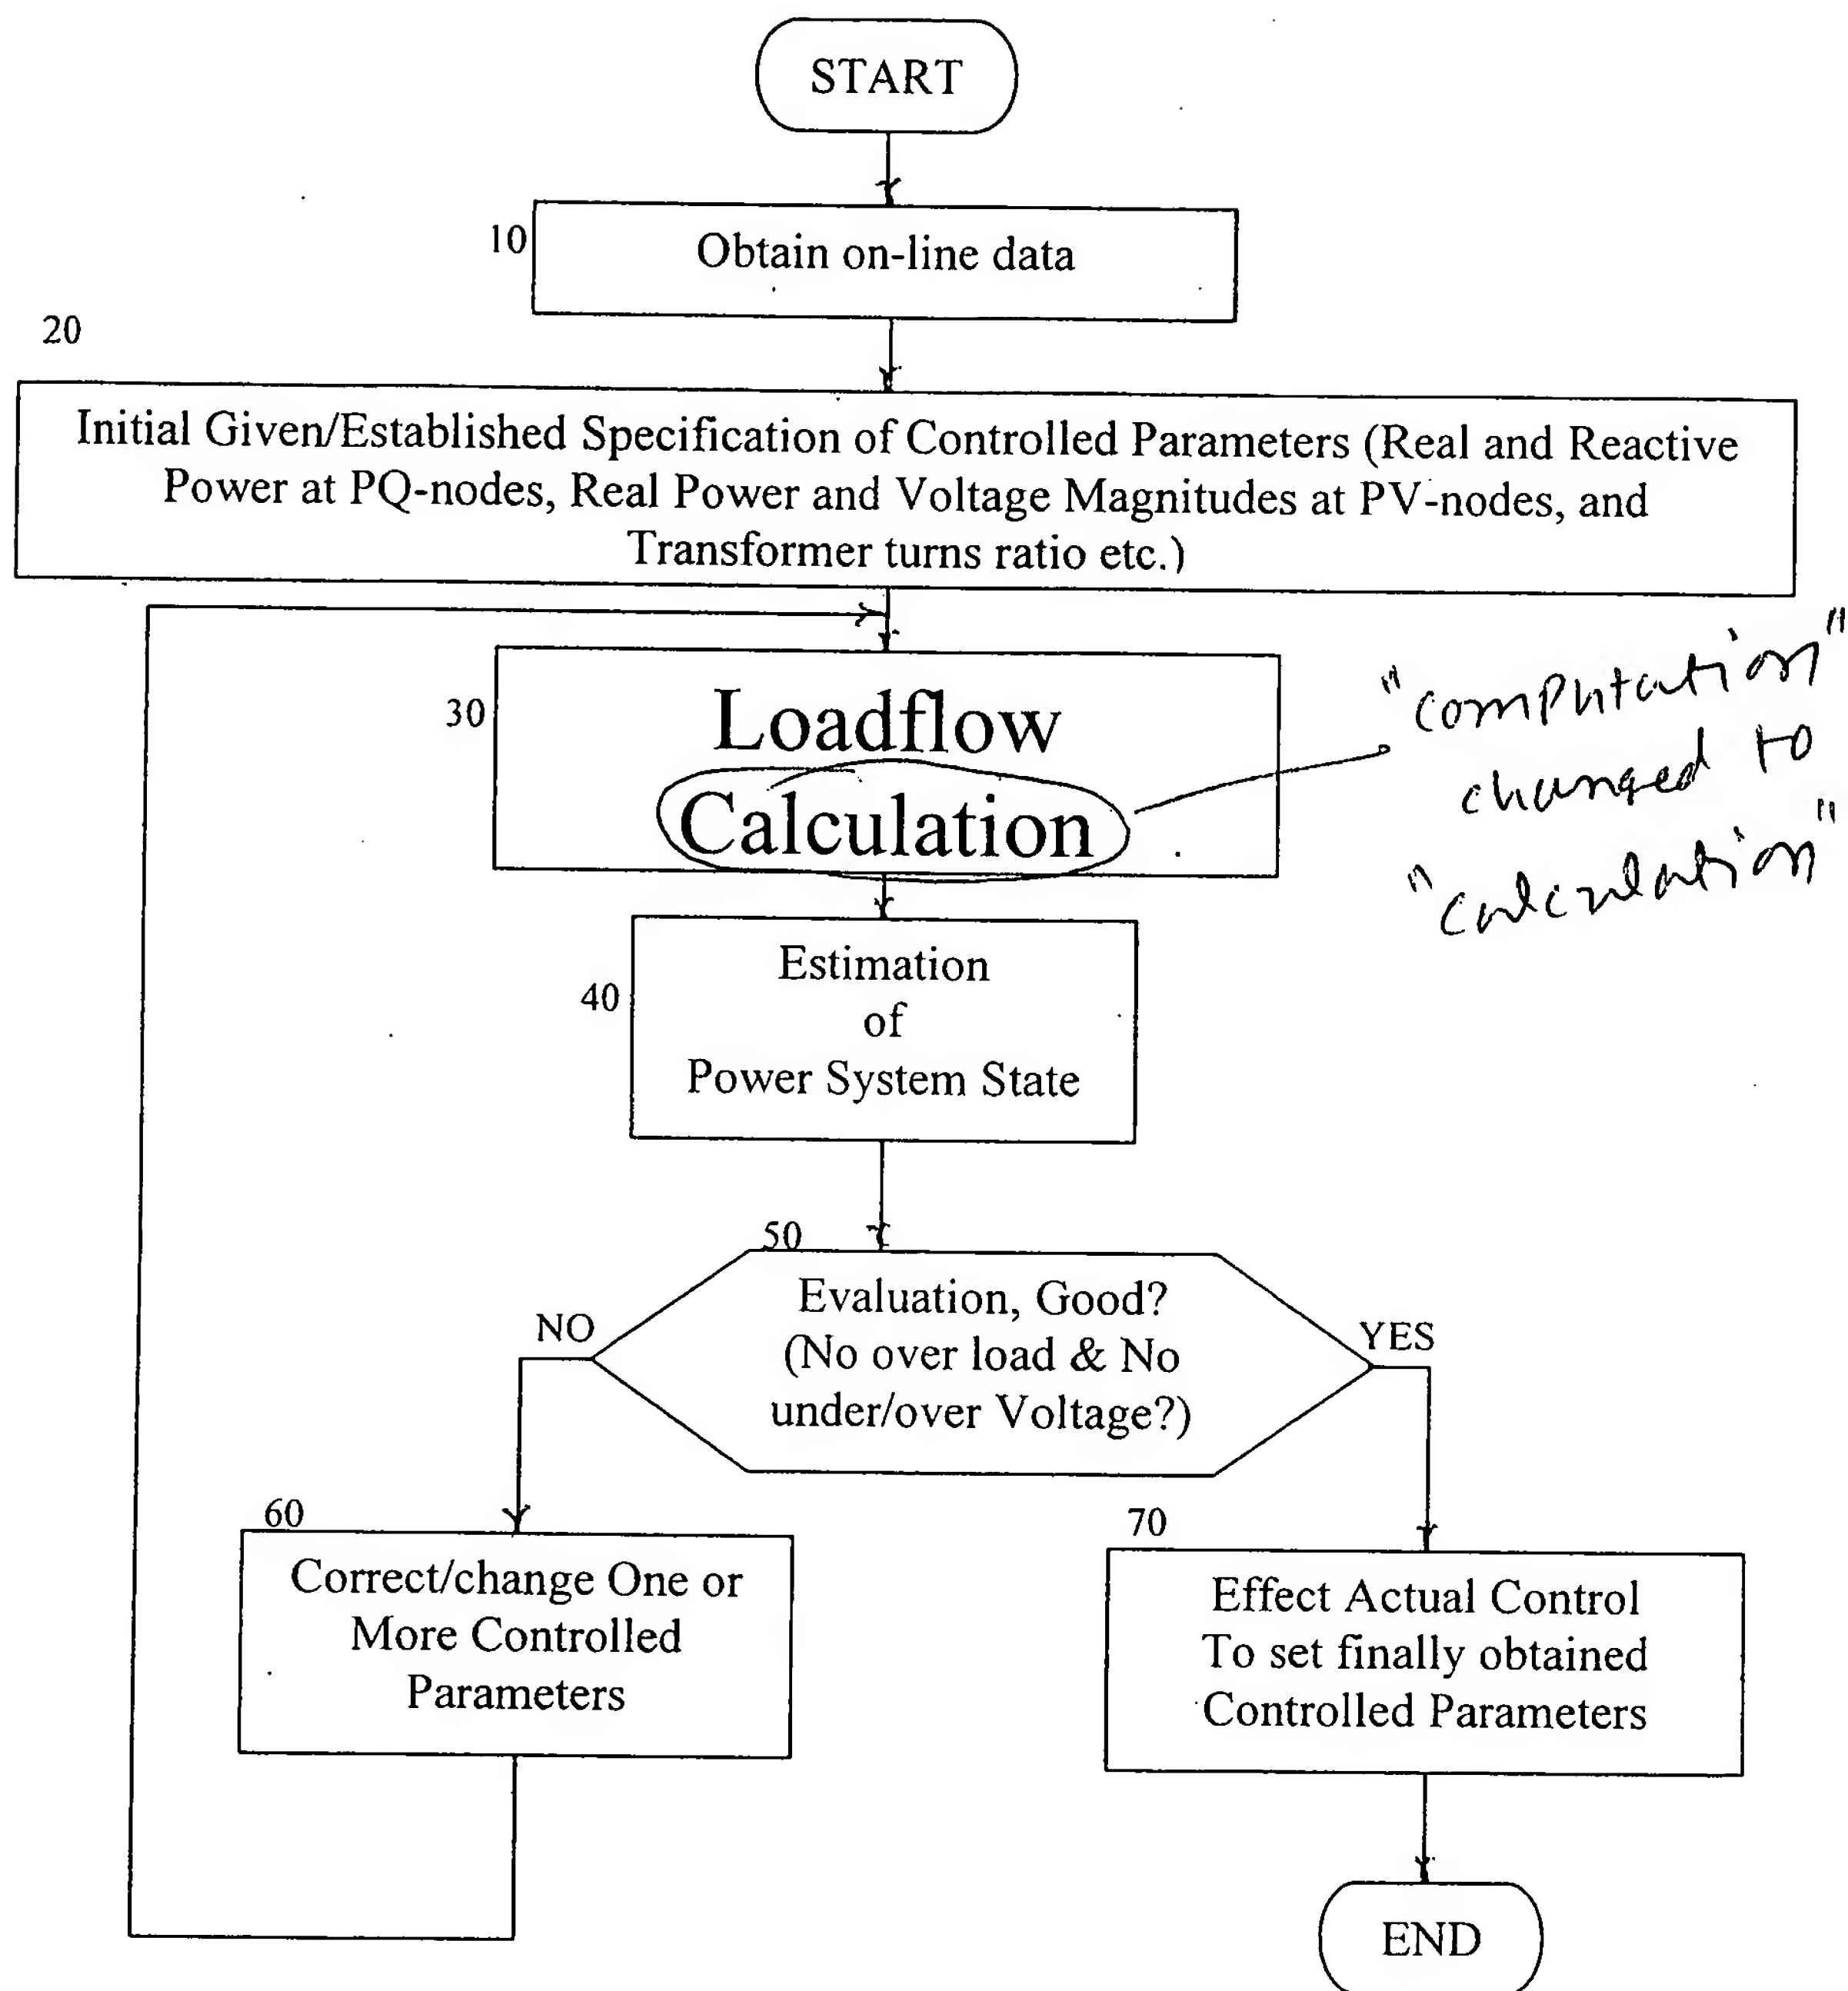 START
10
Obtain on-line data
20
Initial Given/Established Specification of Controlled Parameters (Real and Reactive
Power at PQ-nodes, Real Power and Voltage Magnitudes at PV-nodes, and
Transformer turns ratio etc.)
30
Loadflow
Calculation
"computation"
changed to
"calculation"
40
Estimation
of
Power System State
50
Evaluation, Good?
(No over load & No
under/over Voltage?)
NO
YES
60
Correct/change One or
More Controlled
Parameters
70
Effect Actual Control
To set finally obtained
Controlled Parameters
END